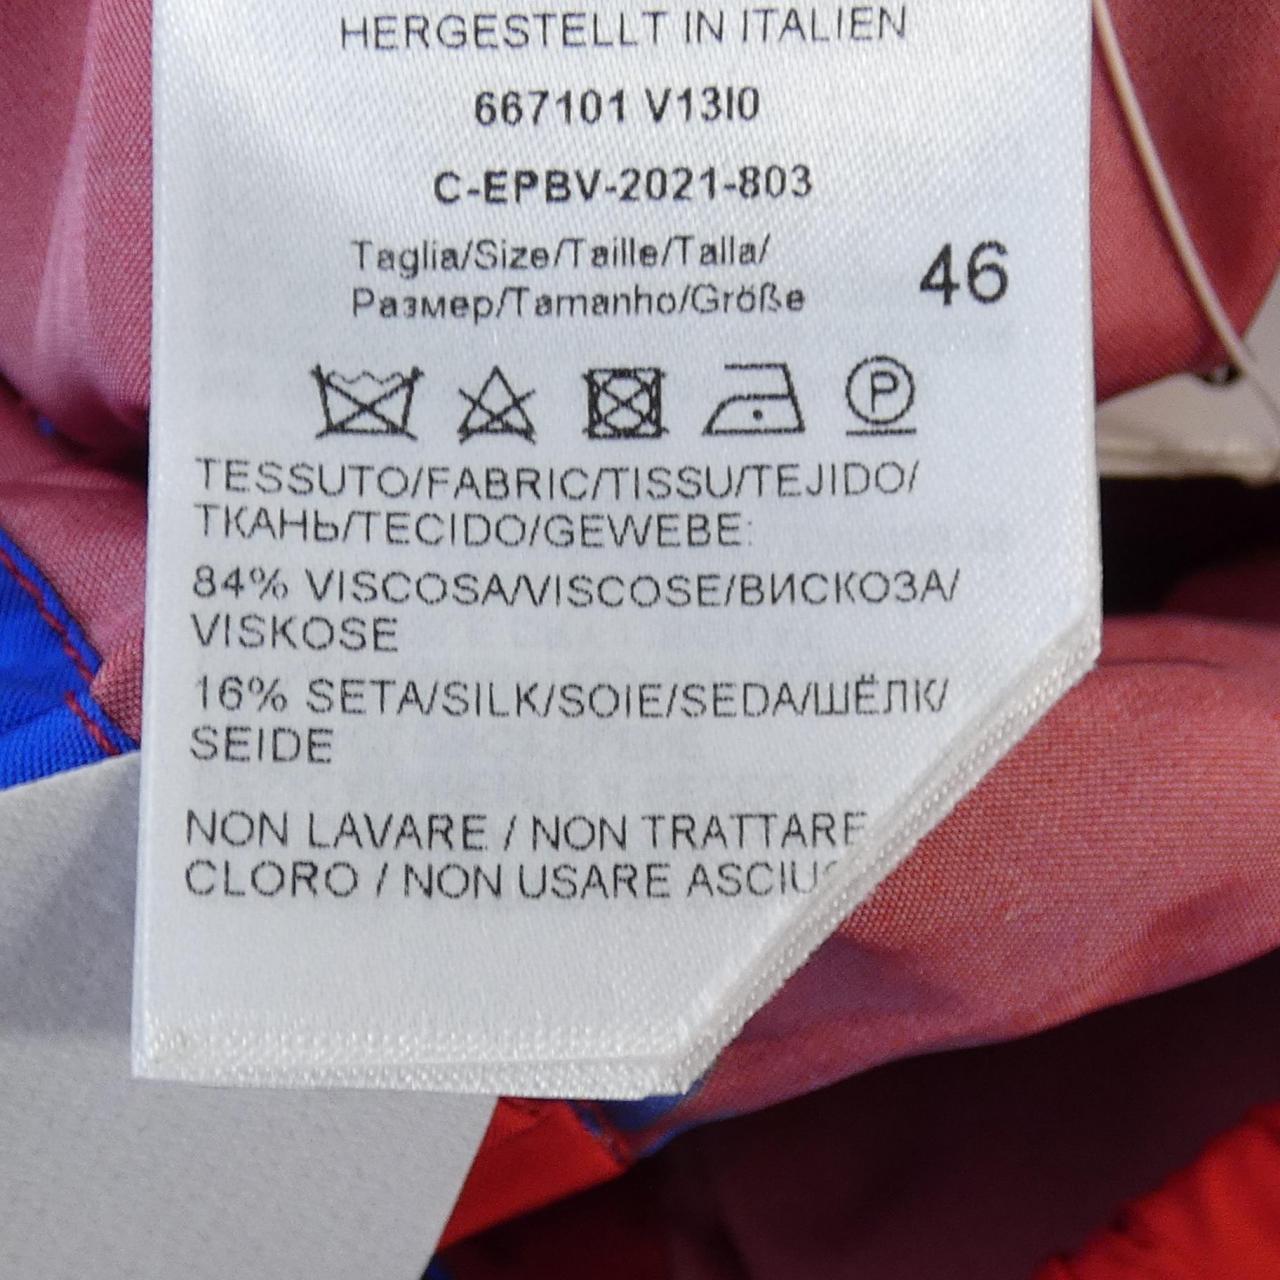 HERGESTELLT IN ITALIEN
667101 V13I0
C-EPBV-2021-803
Taglia/Size/Taille/Talla/
Размер/Tamanho/Größe
46
P
TESSUTO/FABRIC/TISSU/TEJIDO/
ТКАНЬ/TECIDO/GEWEBE:
84% VISCOSA/VISCOSE/ВИСКОЗА/
VISKOSE
16% SETA/SILK/SOIE/SEDA/ШЁЛК/
SEIDE
NON LAVARE / NON TRATTARE
CLORO / NON USARE